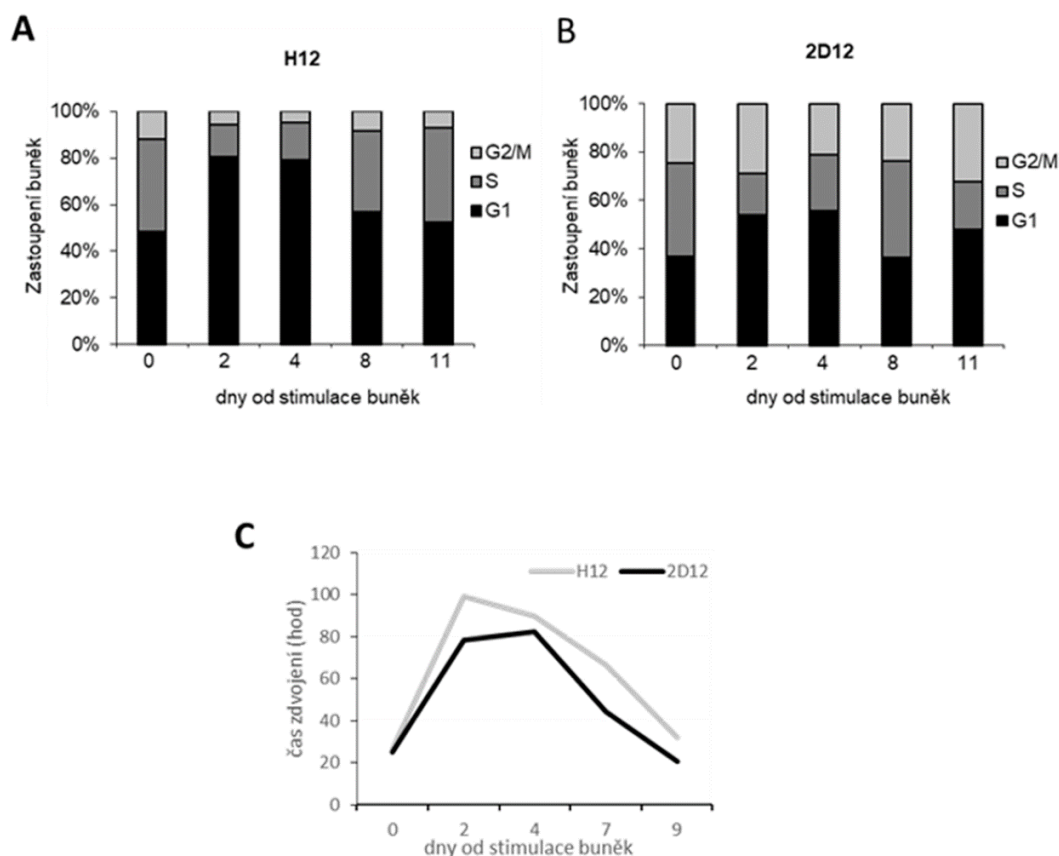 A
H12
100%
80%
60%
40%
20%
0%
Zastoupení buněk
G2/M
S
G1
0 2 4 8 11
dny od stimulace buněk
B
2D12
100%
80%
60%
40%
20%
0%
Zastoupení buněk
G2/M
S
G1
0 2 4 8 11
dny od stimulace buněk
C
120
100
80
60
40
20
0
čas zdvojení (hod)
H12 2D12
0 2 4 7 9
dny od stimulace buněk